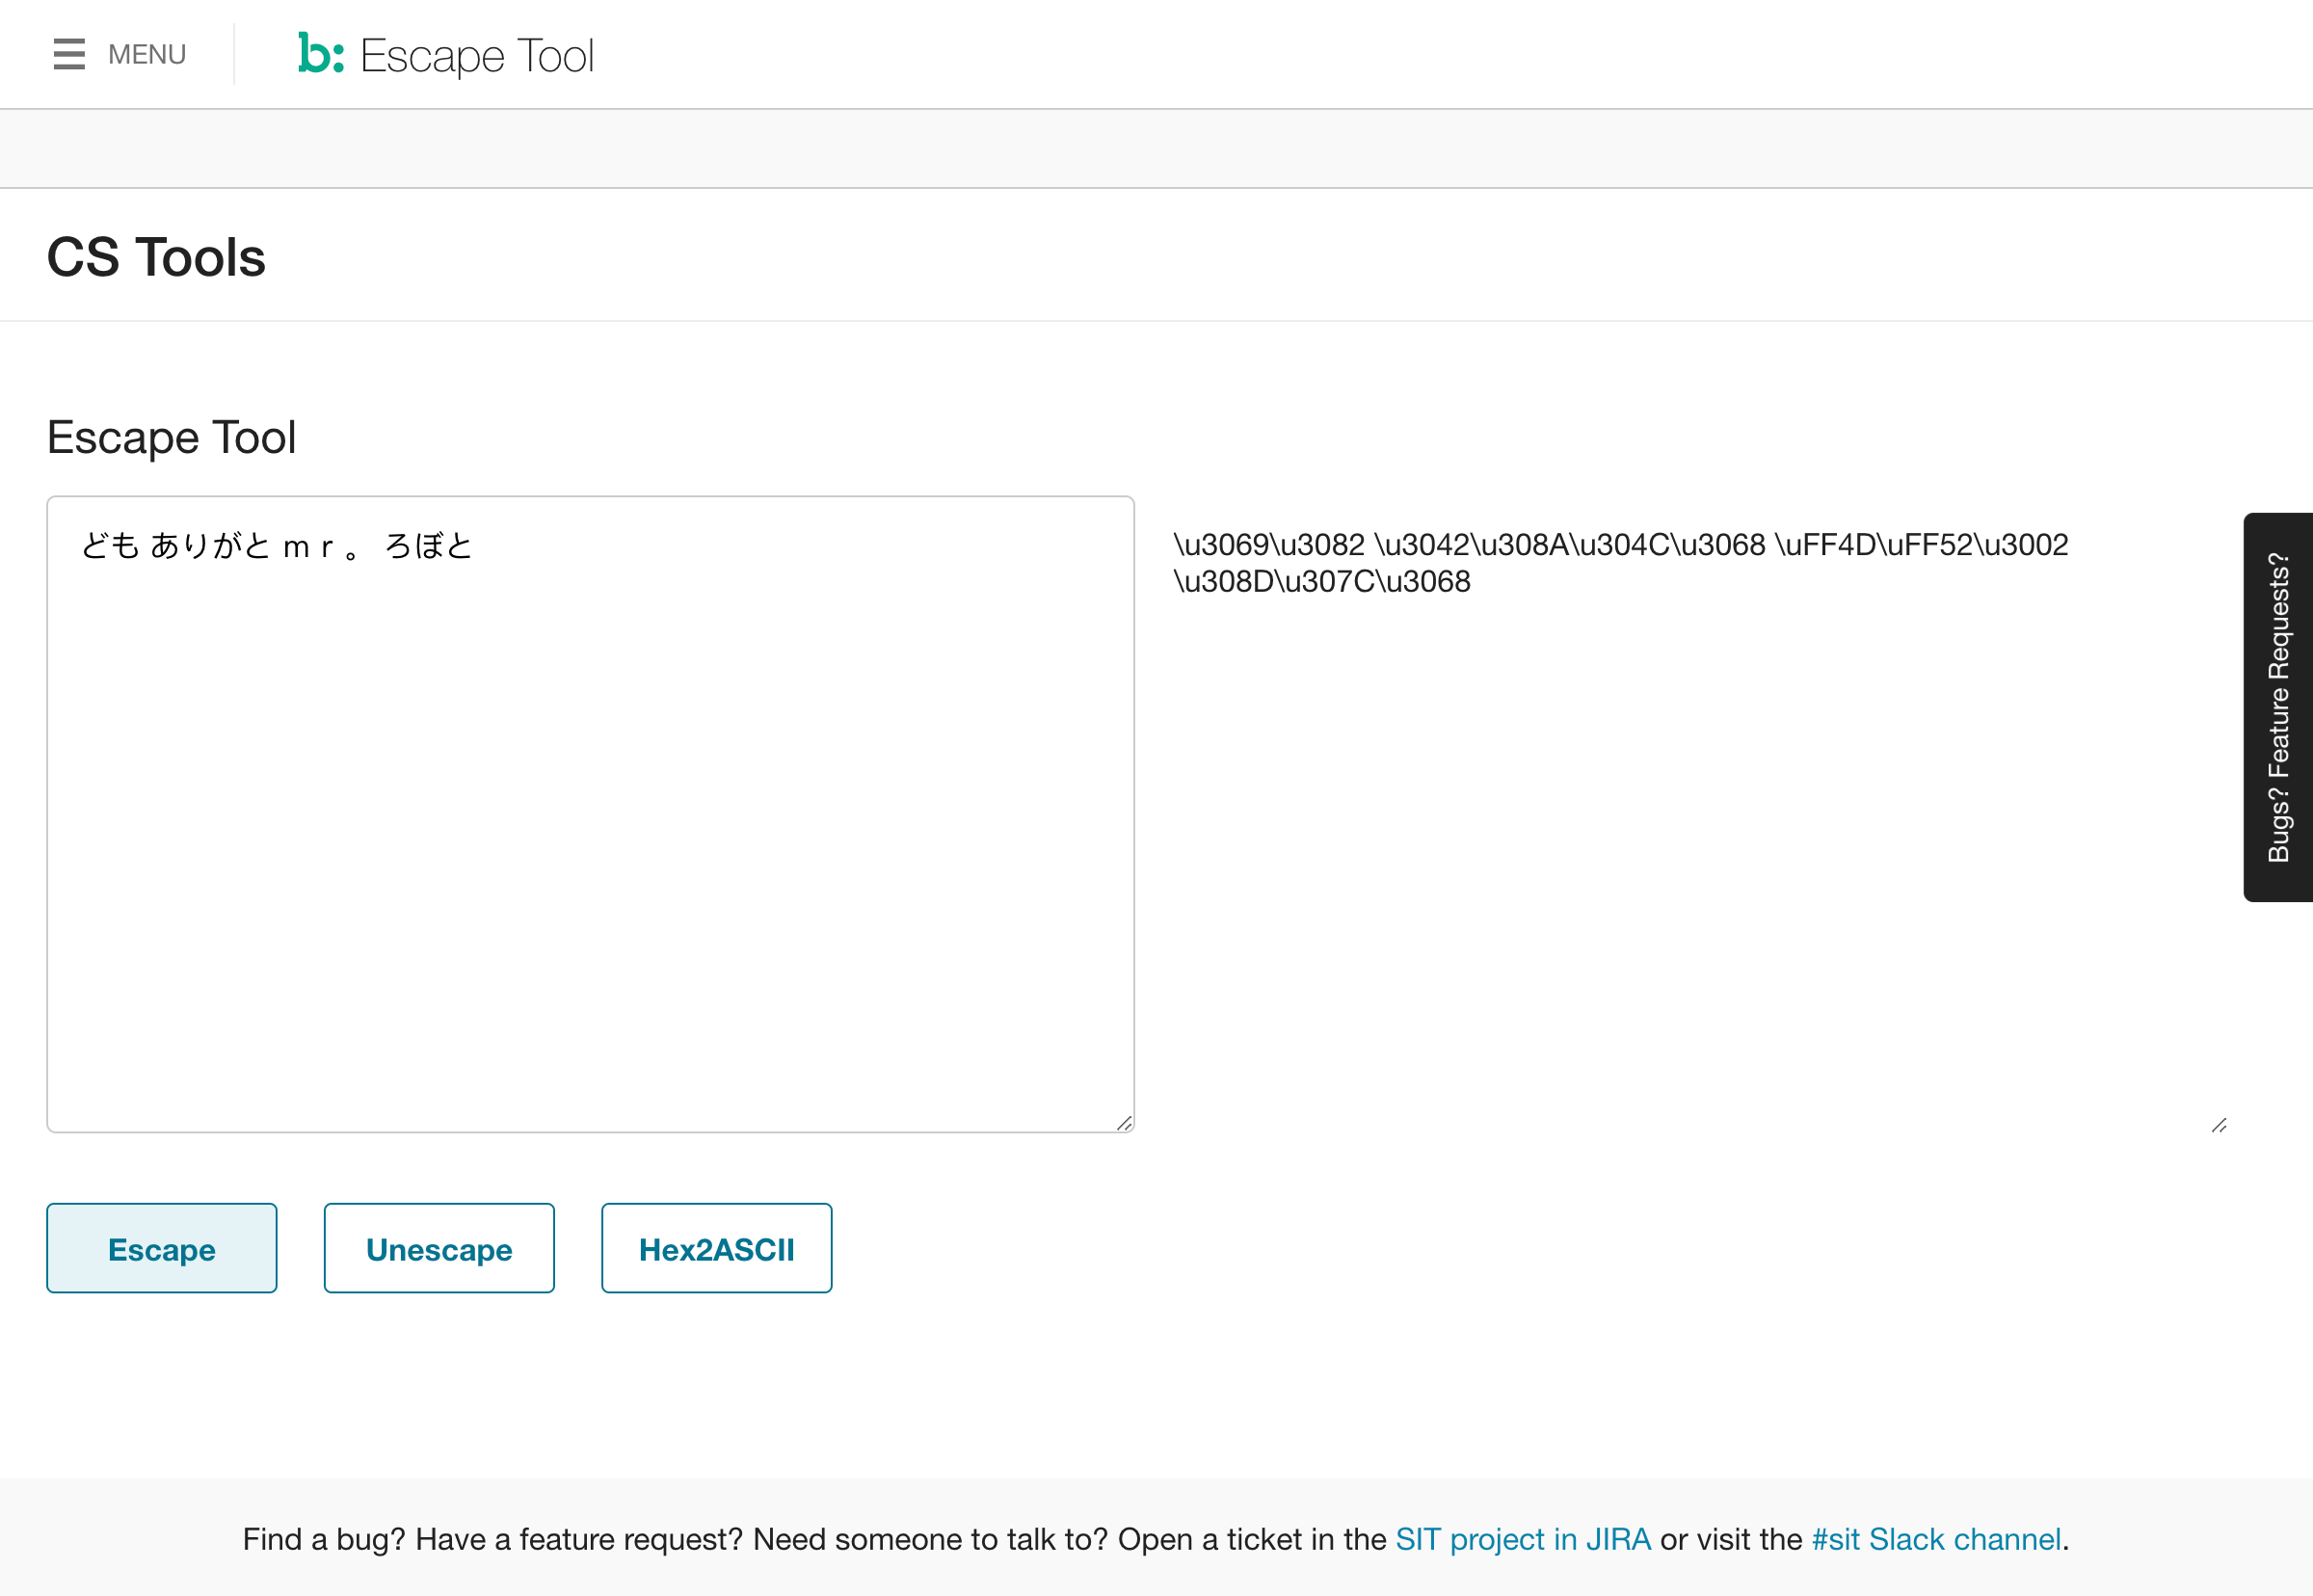 MENU
b: Escape Tool
CS Tools
Escape Tool
ども ありがと ｍｒ。 ろぼと
\u3069\u3082 \u3042\u308A\u304C\u3068 \uFF4D\uFF52\u3002
\u308D\u307C\u3068
Bugs? Feature Requests?
Escape
Unescape
Hex2ASCII
Find a bug? Have a feature request? Need someone to talk to? Open a ticket in the SIT project in JIRA or visit the #sit Slack channel.